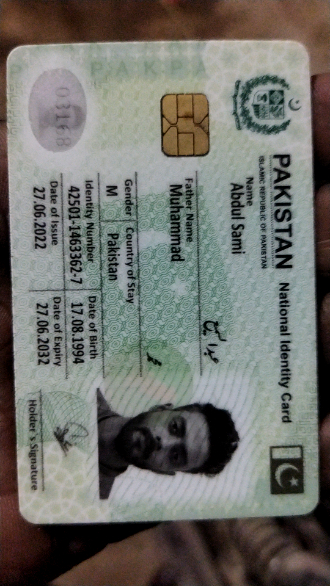 PAKISTAN National Identity Card
ISLAMIC REPUBLIC OF PAKISTAN
Name
Abdul Sami
Father Name
Muhammad
Gender Country of Stay
M Pakistan
Identity Number Date of Birth
42501-1463362-7 17.08.1994
Date of Issue Date of Expiry
27.06.2022 27.06.2032
Holder's Signature
PAKPA
03168